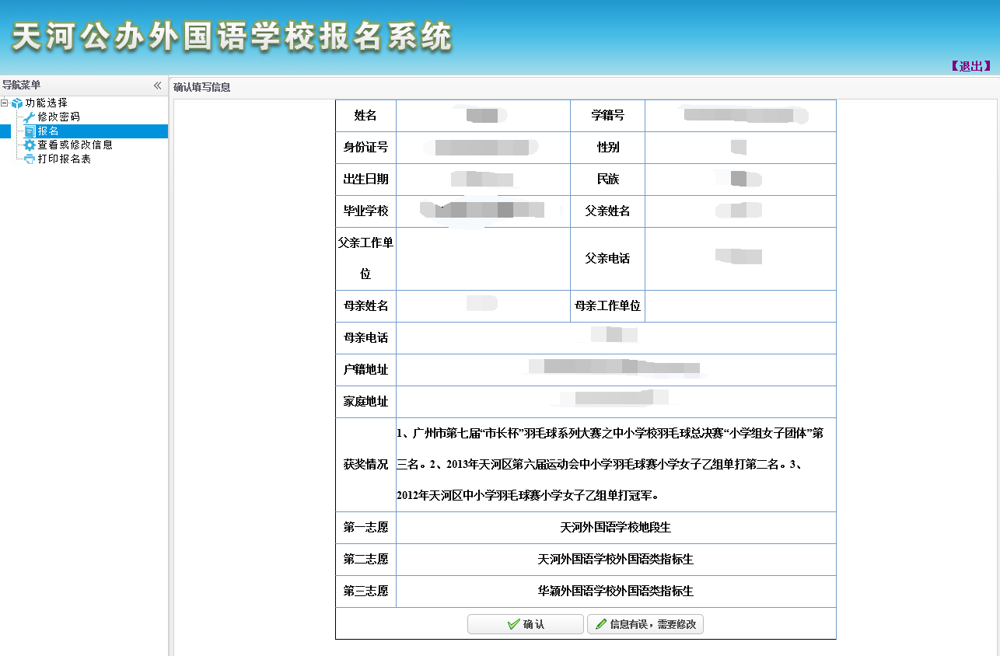 天河公办外国语学校报名系统
【退出】
导航菜单
功能选择
修改密码
报名
查看或修改信息
打印报名表
确认填写信息
姓名 学籍号
身份证号 性别
出生日期 民族
毕业学校 父亲姓名
父亲工作单
位
父亲电话
母亲姓名 母亲工作单位
母亲电话
户籍地址
家庭地址
获奖情况
1、广州市第七届“市长杯”羽毛球系列大赛之中小学校羽毛球总决赛“小学组女子团体”第
三名。2、2013年天河区第六届运动会中小学羽毛球赛小学女子乙组单打第二名。3、
2012年天河区中小学羽毛球赛小学女子乙组单打冠军。
第一志愿 天河外国语学校地段生
第二志愿 天河外国语学校外国语类指标生
第三志愿 华颖外国语学校外国语类指标生
确认 信息有误，需要修改